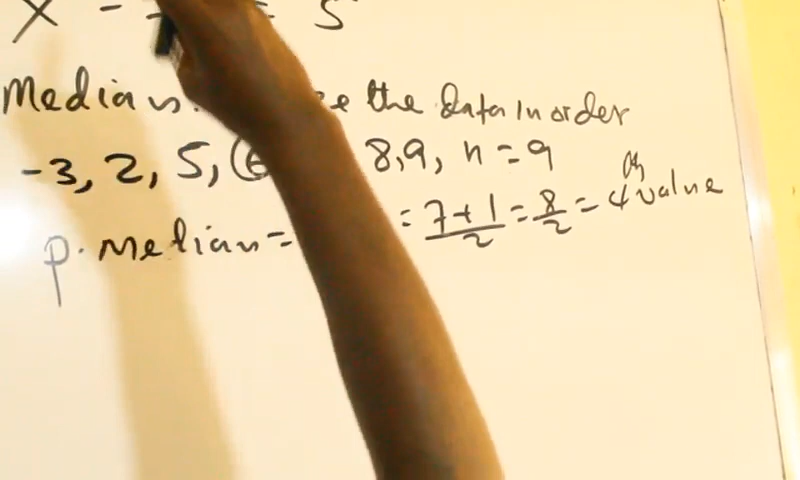 X - = 5
Median. the data in order
-3, 2, 5, 6 8, 9, n = 9
p. Median = = 7+1/2 = 8/2 = 4th value